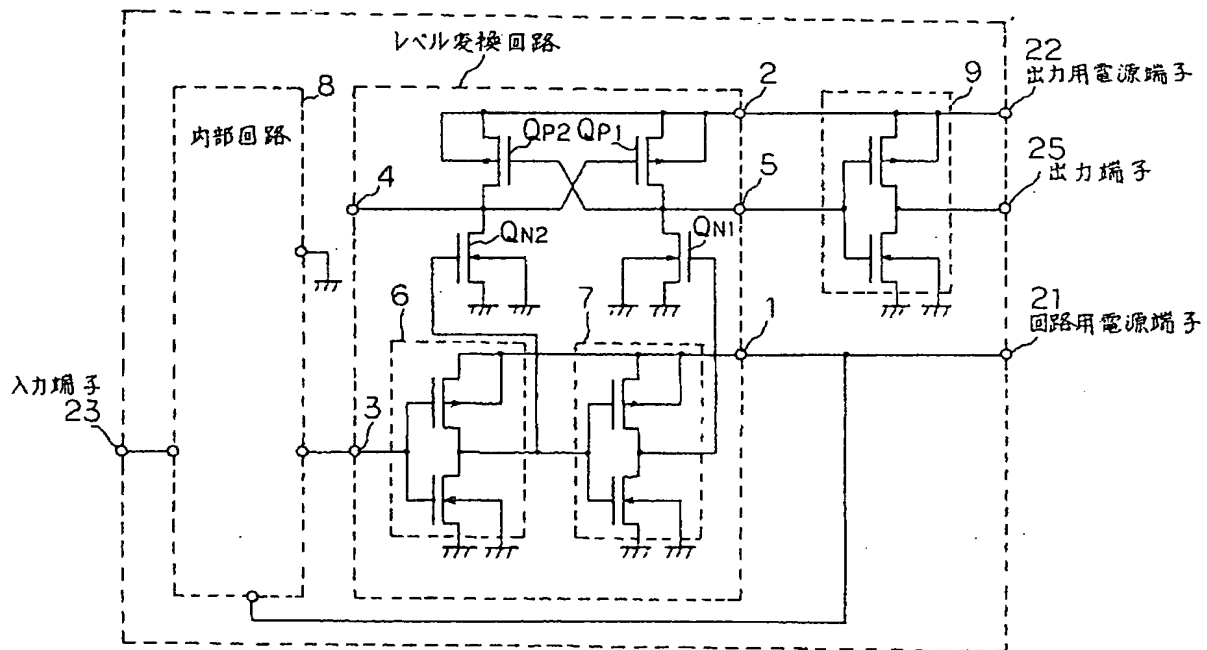 レベル変換回路
22
出力用電源端子
8
2
9
内部回路
QP2
QP1
25
出力端子
4
5
QN2
QN1
21
回路用電源端子
6
7
1
入力端子
23
3